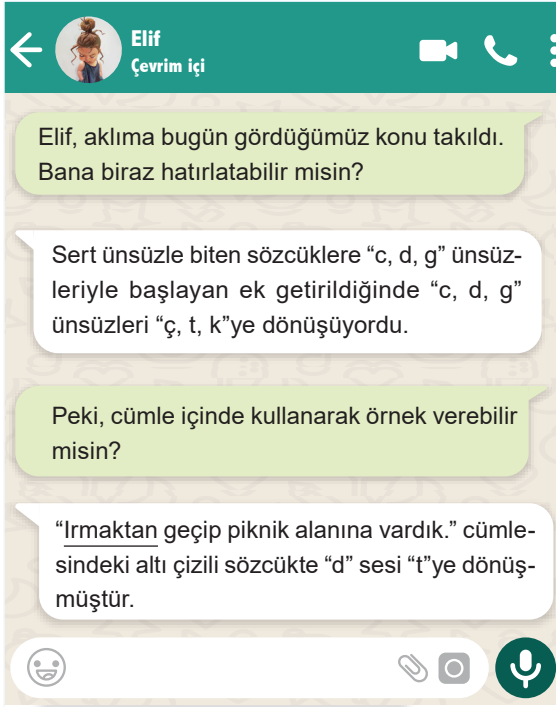 Elif
Çevrim içi
Elif, aklıma bugün gördüğümüz konu takıldı.
Bana biraz hatırlatabilir misin?
Sert ünsüzle biten sözcüklere “c, d, g” ünsüz-
leriyle başlayan ek getirildiğinde “c, d, g”
ünsüzleri “ç, t, k”ye dönüşüyordu.
Peki, cümle içinde kullanarak örnek verebilir
misin?
“Irmaktan geçip piknik alanına vardık.” cümle-
sindeki altı çizili sözcükte “d” sesi “t”ye dönüş-
müştür.